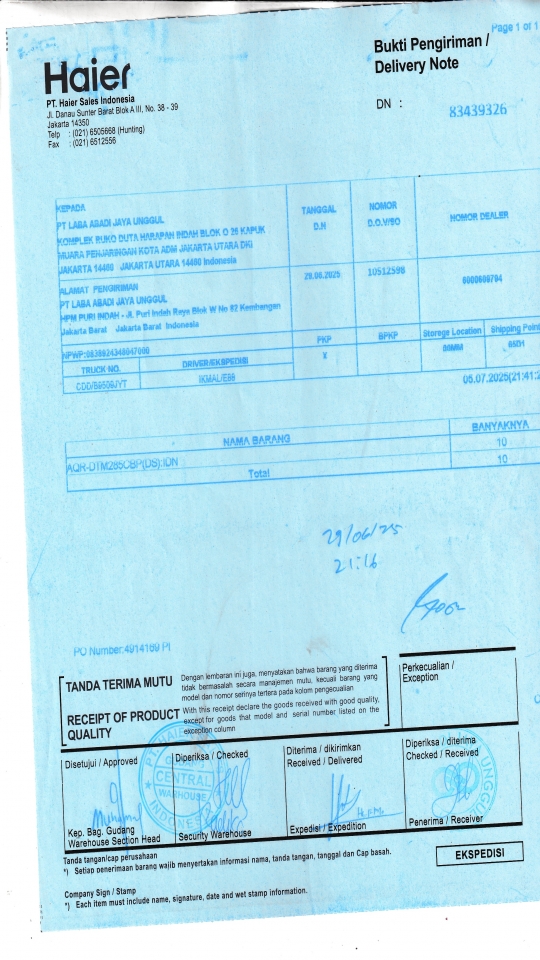 Page 1 of 1
Haier
Bukti Pengiriman /
Delivery Note
PT. Haier Sales Indonesia
Jl. Danau Sunter Barat Blok A III, No. 38 - 39
Jakarta 14350
Telp : (021) 6505668 (Hunting)
Fax : (021) 6512556
DN : 83439326
KEPADA
PT LABA ABADI JAYA UNGGUL
KOMPLEK RUKO DUTA HARAPAN INDAH BLOK O 26 KAPUK
MUARA PENJARINGAN KOTA ADM JAKARTA UTARA DKI
JAKARTA 14460 JAKARTA UTARA 14460 Indonesia
TANGGAL
D.N
NOMOR
D.O.V/SO
NOMOR DEALER
ALAMAT PENGIRIMAN
PT LABA ABADI JAYA UNGGUL
HPM PURI INDAH - Jl. Puri Indah Raya Blok W No 62 Kembangan
Jakarta Barat Jakarta Barat Indonesia
10512598
PKP
BPKP
Storege Location
Shipping Point
X
TRUCK NO.
DRIVER/EKSPEDISI
IKMAL/E86
05.07.2025(21:41:2
NAMA BARANG
BANYAKNYA
AQR-DTM285CBP(DS):IDN
10
Total
10
29/06/25
21:16
PO Number:4914169 PI
TANDA TERIMA MUTU
Dengan lembaran ini juga, menyatakan bahwa barang yang diterima
tidak bermasalah secara manajemen mutu, kecuali barang yang
model dan nomor serinya tertera pada kolom pengecualian
RECEIPT OF PRODUCT
QUALITY
With this receipt declare the goods received with good quality,
except for goods that model and serial number listed on the
exception column
Perkecualian /
Exception
Disetujui / Approved
Diperiksa / Checked
Diterima / dikirimkan
Received / Delivered
Diperiksa / diterima
Checked / Received
CENTRAL
WAREHOUSE
INDONESIA
UNGGUL
Kep. Bag. Gudang
Warehouse Section Head
Security Warehouse
Expedisi / Expedition
Penerima / Receiver
Tanda tangan/cap perusahaan
*) Setiap penerimaan barang wajib menyertakan informasi nama, tanda tangan, tanggal dan Cap basah.
EKSPEDISI
Company Sign / Stamp
*) Each item must include name, signature, date and wet stamp information.